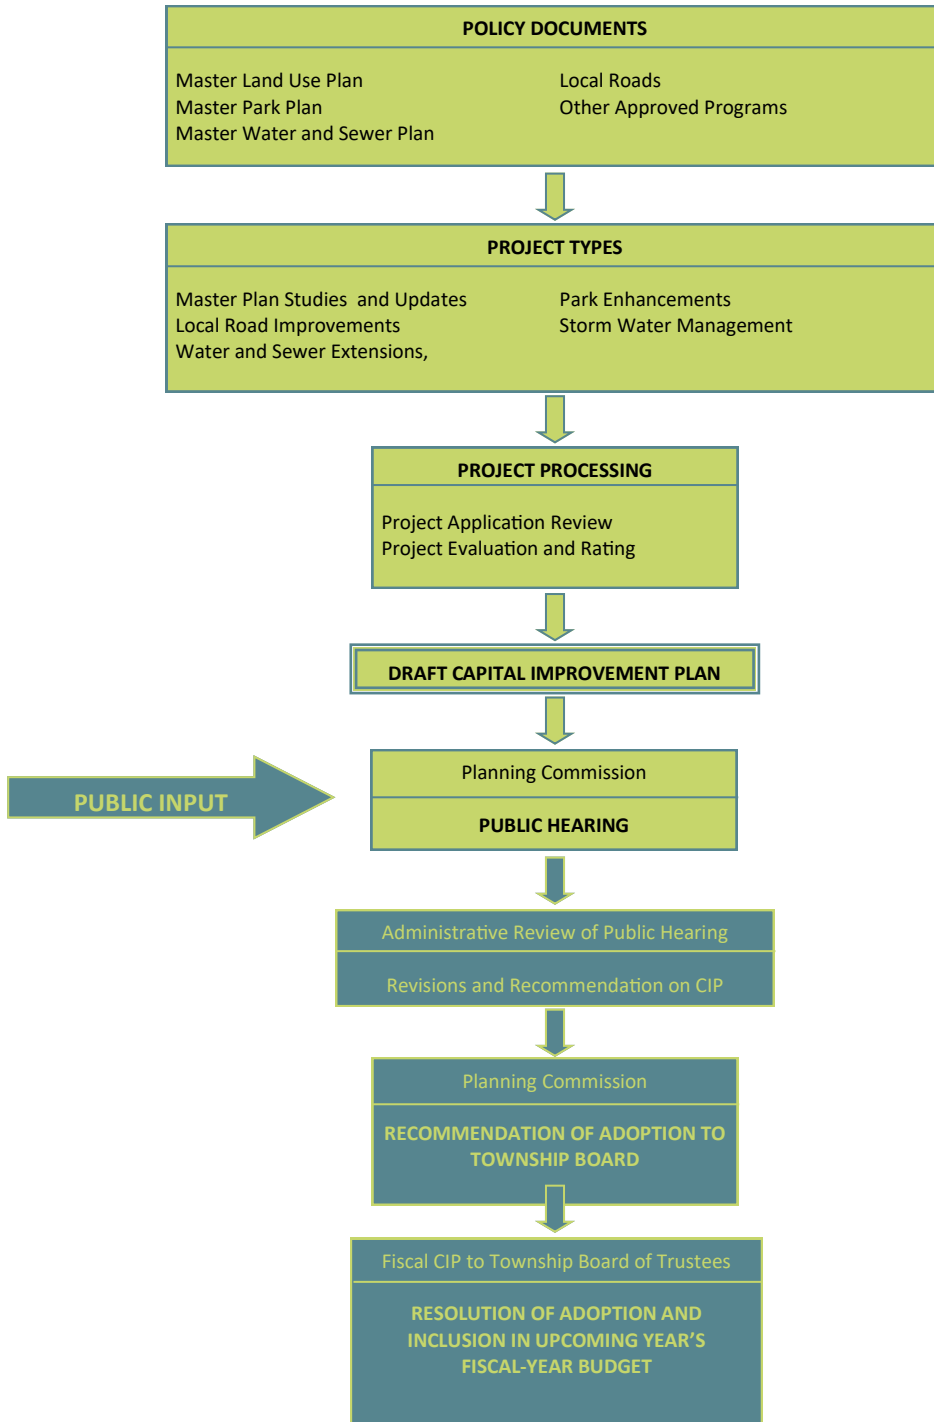 POLICY DOCUMENTS
Master Land Use Plan
Master Park Plan
Master Water and Sewer Plan
Local Roads
Other Approved Programs
PROJECT TYPES
Master Plan Studies and Updates
Local Road Improvements
Water and Sewer Extensions,
Park Enhancements
Storm Water Management
PROJECT PROCESSING
Project Application Review
Project Evaluation and Rating
DRAFT CAPITAL IMPROVEMENT PLAN
PUBLIC INPUT
Planning Commission
PUBLIC HEARING
Administrative Review of Public Hearing
Revisions and Recommendation on CIP
Planning Commission
RECOMMENDATION OF ADOPTION TO
TOWNSHIP BOARD
Fiscal CIP to Township Board of Trustees
RESOLUTION OF ADOPTION AND
INCLUSION IN UPCOMING YEAR’S
FISCAL-YEAR BUDGET